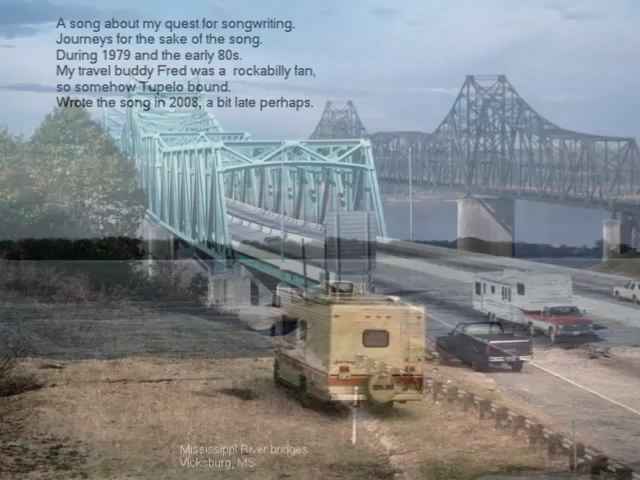 A song about my quest for songwriting.
Journeys for the sake of the song.
During 1979 and the early 80s.
My travel buddy Fred was a rockabilly fan,
so somehow Tupelo bound.
Wrote the song in 2008, a bit late perhaps.
Mississippi River bridges
Vicksburg, MS